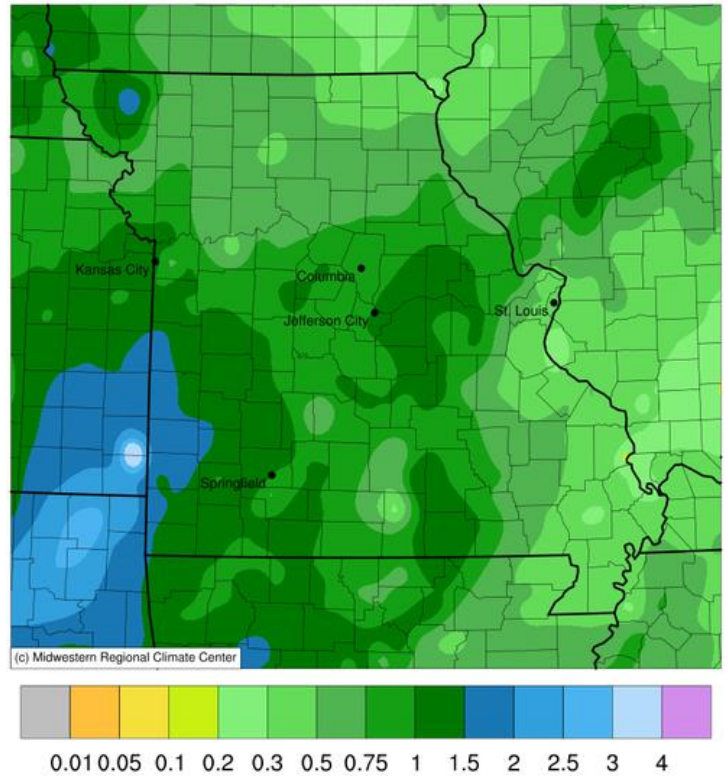 Kansas City
Columbia
Jefferson City
St. Louis
Springfield
(c) Midwestern Regional Climate Center
0.01 0.05 0.1 0.2 0.3 0.5 0.75 1 1.5 2 2.5 3 4